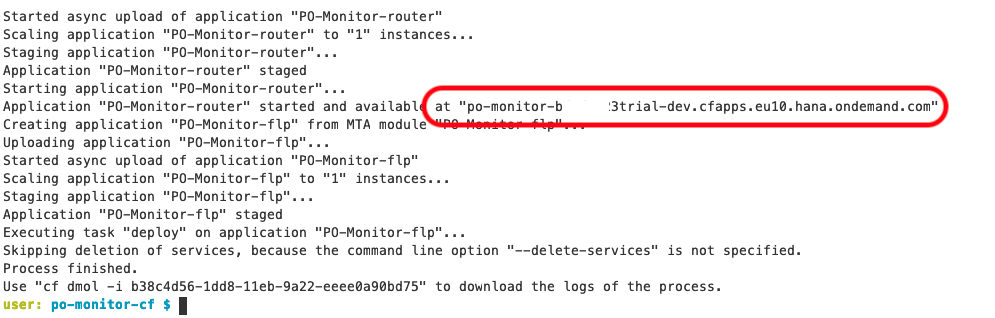 Started async upload of application "PO-Monitor-router"
Scaling application "PO-Monitor-router" to "1" instances...
Staging application "PO-Monitor-router"...
Application "PO-Monitor-router" staged
Starting application "PO-Monitor-router"...
Application "PO-Monitor-router" started and available at "po-monitor-b 23trial-dev.cfapps.eu10.hana.ondemand.com"
Creating application "PO-Monitor-flp" from MTA module "PO-Monitor-flp"...
Uploading application "PO-Monitor-flp"...
Started async upload of application "PO-Monitor-flp"
Scaling application "PO-Monitor-flp" to "1" instances...
Staging application "PO-Monitor-flp"...
Application "PO-Monitor-flp" staged
Executing task "deploy" on application "PO-Monitor-flp"...
Skipping deletion of services, because the command line option "--delete-services" is not specified.
Process finished.
Use "cf dmol -i b38c4d56-1dd8-11eb-9a22-eeee0a90bd75" to download the logs of the process.
user: po-monitor-cf $